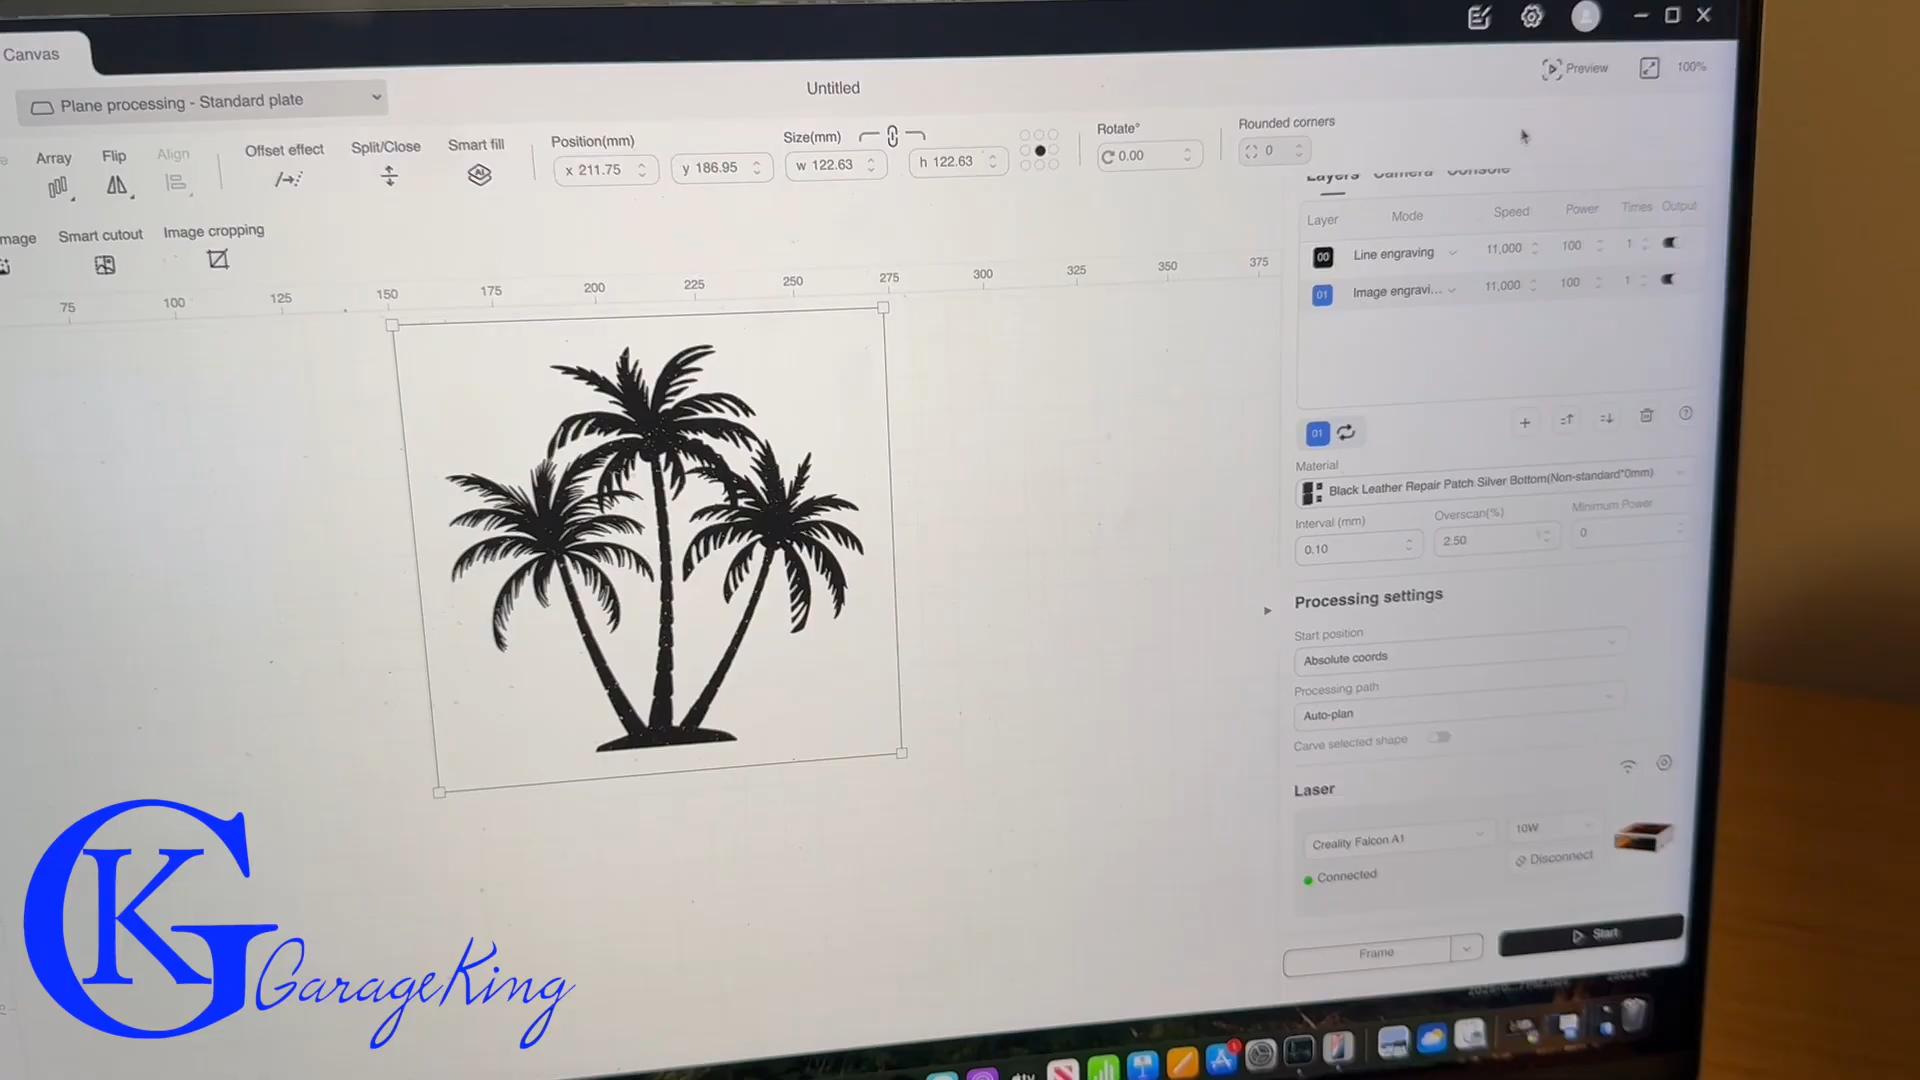 Canvas
Plane processing - Standard plate
Untitled
Preview
100%
Array
Flip
Align
Offset effect
Split/Close
Smart fill
Position(mm)
x 211.75
y 186.95
Size(mm)
w 122.63
h 122.63
Rotate°
0.00
Rounded corners
0
mage
Smart cutout
Image cropping
75
100
125
150
175
200
225
250
275
300
325
350
375
Layers Camera Console
Layer Mode Speed Power Times Output
00 Line engraving 11,000 100 1
01 Image engravi... 11,000 100 1
01
Material
Black Leather Repair Patch Silver Bottom(Non-standard*0mm)
Interval (mm)
0.10
Overscan(%)
2.50
Minimum Power
0
Processing settings
Start position
Absolute coords
Processing path
Auto-plan
Carve selected shape
Laser
Creality Falcon A1
10W
Connected
Disconnect
Frame
Start
GK
GarageKing